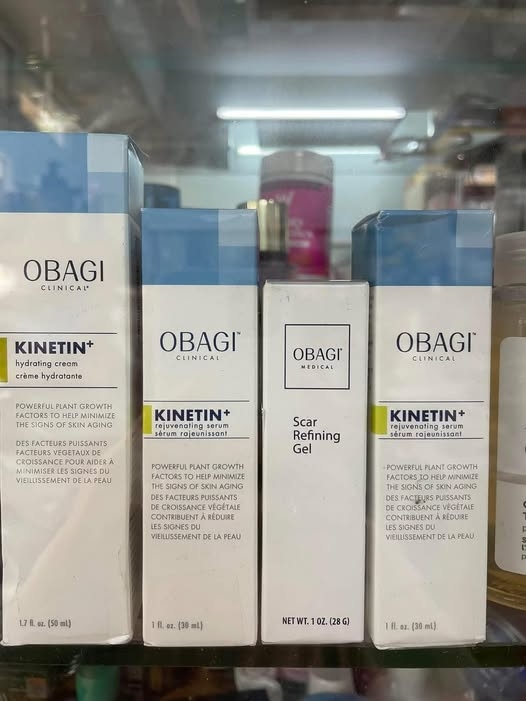 OBAGI
CLINICAL®
KINETIN+
hydrating cream
crème hydratante
POWERFUL PLANT GROWTH
FACTORS TO HELP MINIMIZE
THE SIGNS OF SKIN AGING
DES FACTEURS PUISSANTS
FACTEURS VEGETAUX DE
CROISSANCE POUR AIDER À
MINIMISER LES SIGNES DU
VIEILLISSEMENT DE LA PEAU
1.7 fl. oz. (50 mL)
OBAGI™
CLINICAL
KINETIN+
rejuvenating serum
sérum rajeunissant
POWERFUL PLANT GROWTH
FACTORS TO HELP MINIMIZE
THE SIGNS OF SKIN AGING
DES FACTEURS PUISSANTS
DE CROISSANCE VÉGÉTALE
CONTRIBUENT À RÉDUIRE
LES SIGNES DU
VIEILLISSEMENT DE LA PEAU
1 fl. oz. (30 mL)
OBAGI
MEDICAL
Scar
Refining
Gel
NET WT. 1 OZ. (28 G)
OBAGI™
CLINICAL
KINETIN+
rejuvenating serum
sérum rajeunissant
POWERFUL PLANT GROWTH
FACTORS TO HELP MINIMIZE
THE SIGNS OF SKIN AGING
DES FACTEURS PUISSANTS
DE CROISSANCE VÉGÉTALE
CONTRIBUENT À RÉDUIRE
LES SIGNES DU
VIEILLISSEMENT DE LA PEAU
1 fl. oz. (30 mL)